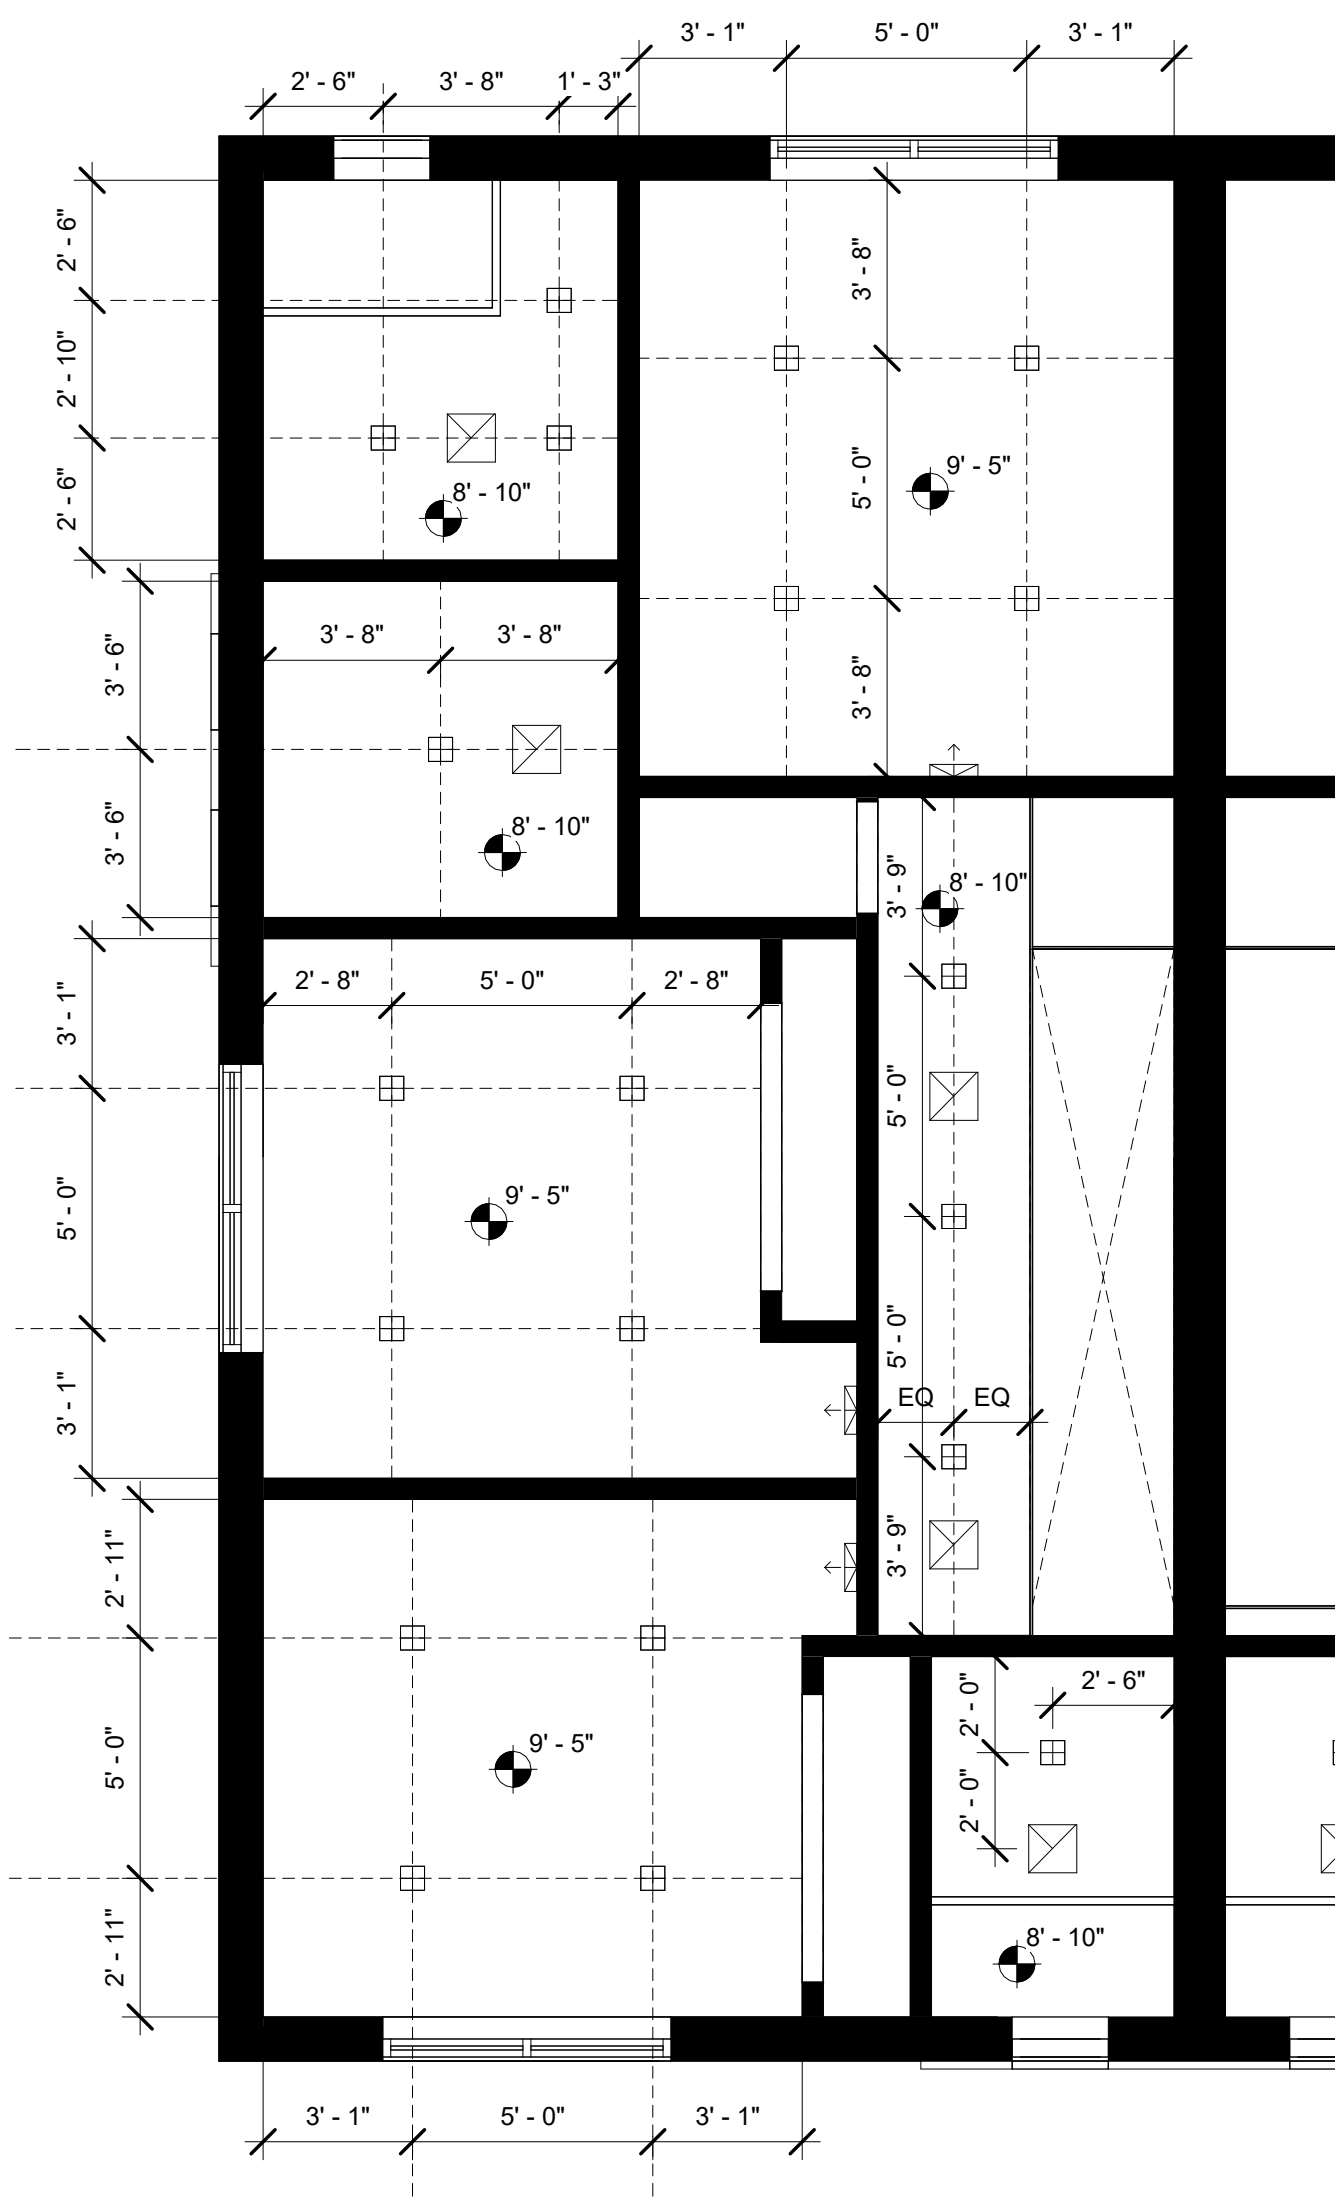 3' - 1"
5' - 0"
3' - 1"
2' - 6"
3' - 8"
1' - 3"
2' - 6"
2' - 10"
2' - 6"
3' - 8"
5' - 0"
3' - 8"
9' - 5"
8' - 10"
3' - 6"
3' - 6"
3' - 8"
3' - 8"
8' - 10"
3' - 9"
8' - 10"
5' - 0"
5' - 0"
EQ
EQ
3' - 9"
3' - 1"
5' - 0"
3' - 1"
2' - 8"
5' - 0"
2' - 8"
9' - 5"
2' - 11"
5' - 0"
2' - 11"
9' - 5"
2' - 0"
2' - 6"
2' - 0"
8' - 10"
3' - 1"
5' - 0"
3' - 1"